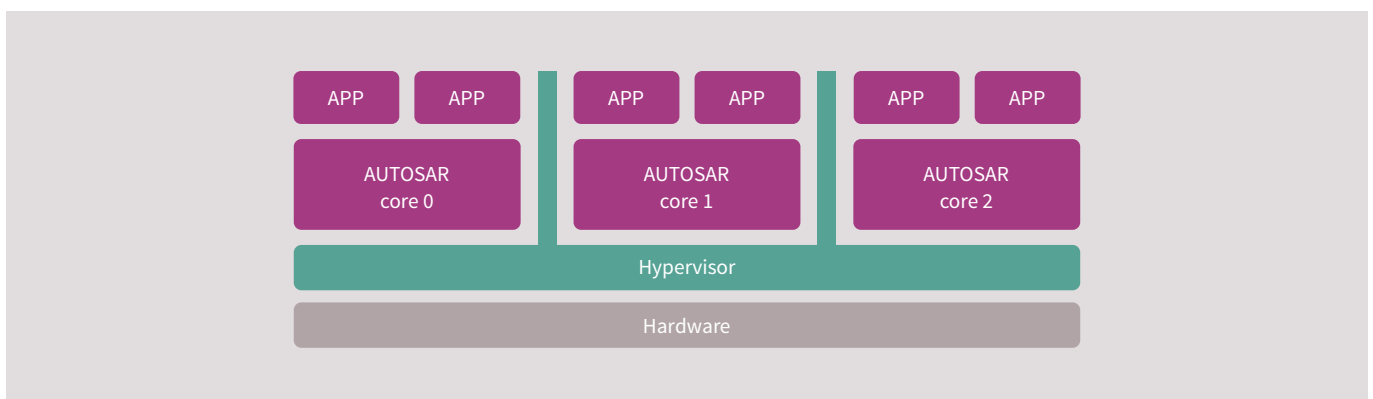 APP
APP
APP
APP
APP
APP
AUTOSAR
core 0
AUTOSAR
core 1
AUTOSAR
core 2
Hypervisor
Hardware